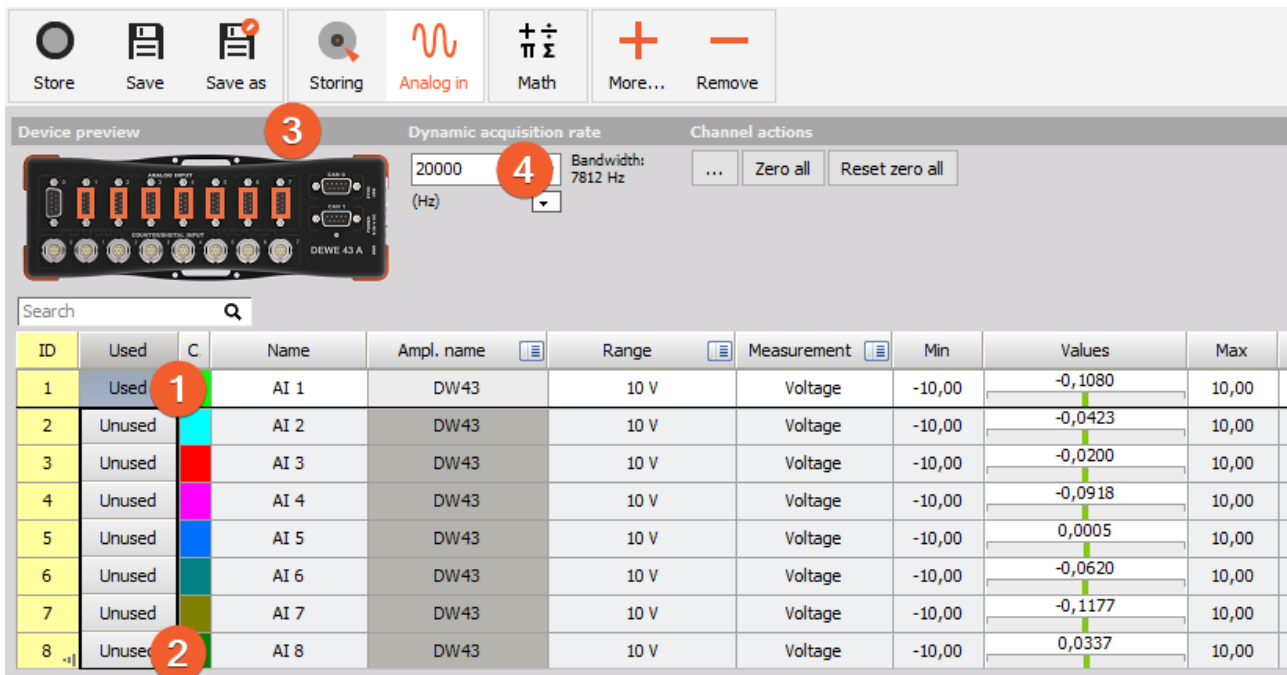 Store Save Save as Storing Analog in Math More... Remove
Device preview 3 Dynamic acquisition rate Channel actions
20000 4 Bandwidth: ... Zero all Reset zero all
7812 Hz
(Hz)
ANALOG INPUT
0 1 2 3 4 5 6 7
CAN 0
CAN 1
COUNTER/DIGITAL INPUT
DEWE 43 A
Search
ID Used C Name Ampl. name Range Measurement Min Values Max
1 Used 1 AI 1 DW43 10 V Voltage -10,00 -0,1080 10,00
2 Unused AI 2 DW43 10 V Voltage -10,00 -0,0423 10,00
3 Unused AI 3 DW43 10 V Voltage -10,00 -0,0200 10,00
4 Unused AI 4 DW43 10 V Voltage -10,00 -0,0918 10,00
5 Unused AI 5 DW43 10 V Voltage -10,00 0,0005 10,00
6 Unused AI 6 DW43 10 V Voltage -10,00 -0,0620 10,00
7 Unused AI 7 DW43 10 V Voltage -10,00 -0,1177 10,00
8 Unused 2 AI 8 DW43 10 V Voltage -10,00 0,0337 10,00